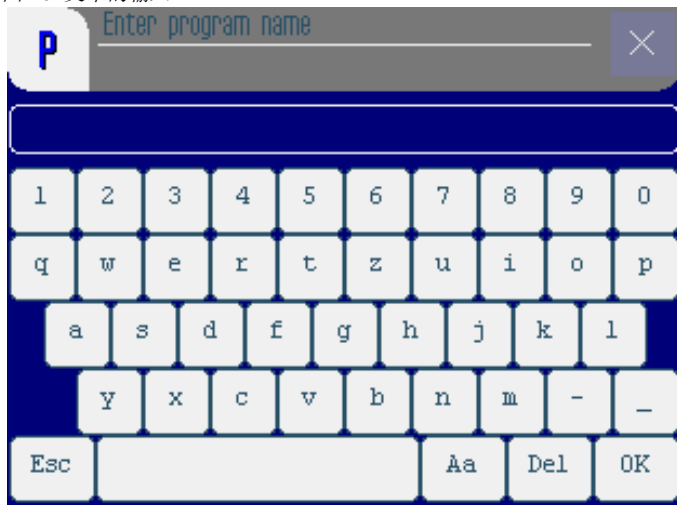 Enter program name
P
1 2 3 4 5 6 7 8 9 0
q w e r t z u i o p
a s d f g h j k l
y x c v b n m - _
Esc Aa Del OK